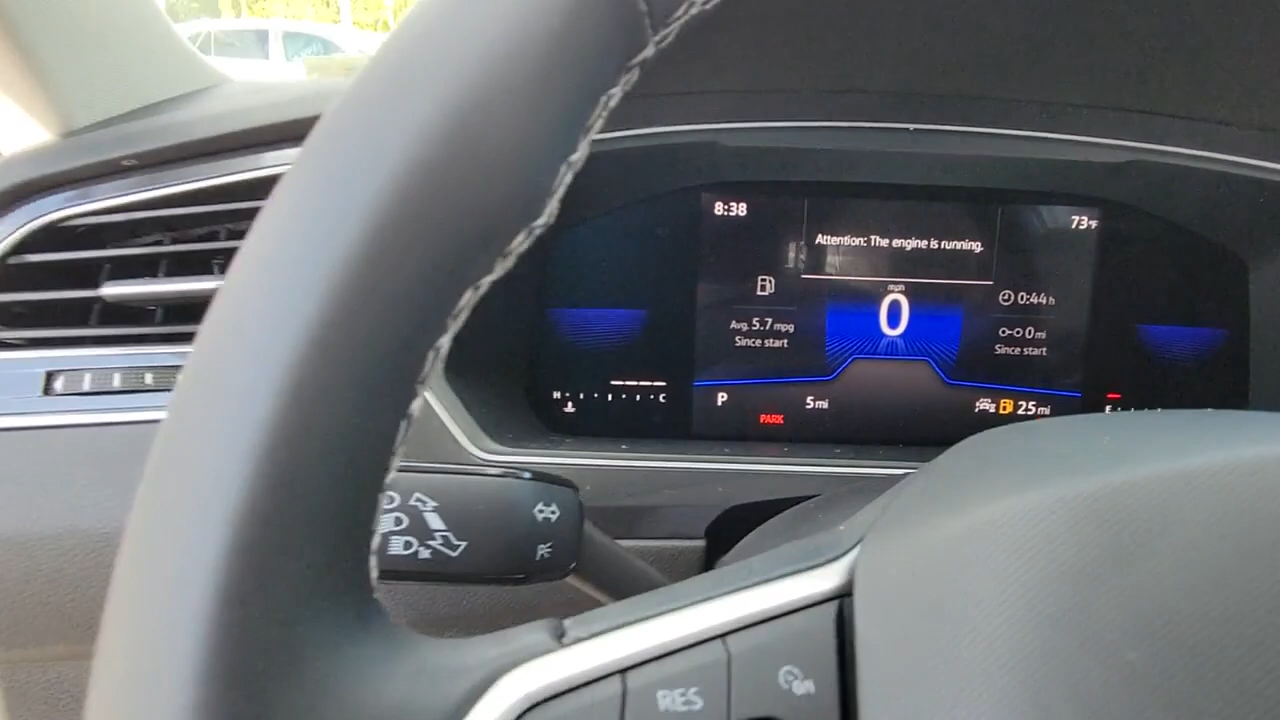 8:38
73°F
Attention: The engine is running.
mph
0
Avg. 5.7 mpg
Since start
0:44 h
0 mi
Since start
H C
P
5 mi
25 mi
PARK
E
RES